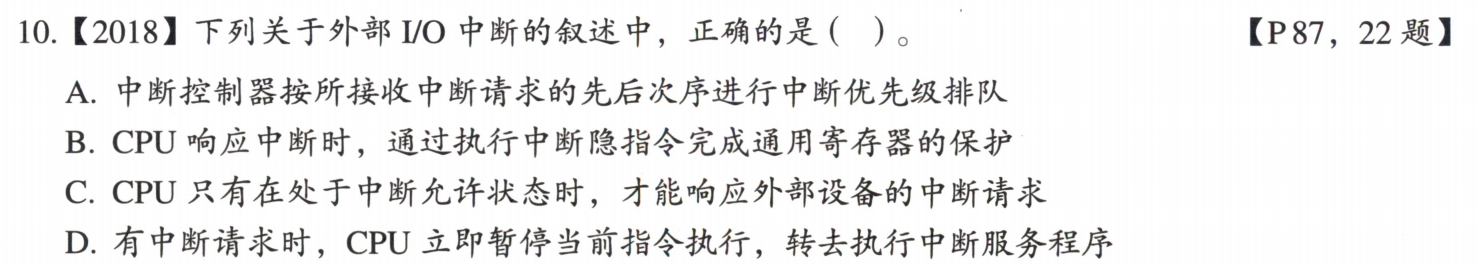 10.【2018】下列关于外部 I/O 中断的叙述中，正确的是（ ）。 【P87，22 题】
A. 中断控制器按所接收中断请求的先后次序进行中断优先级排队
B. CPU 响应中断时，通过执行中断隐指令完成通用寄存器的保护
C. CPU 只有在处于中断允许状态时，才能响应外部设备的中断请求
D. 有中断请求时，CPU 立即暂停当前指令执行，转去执行中断服务程序